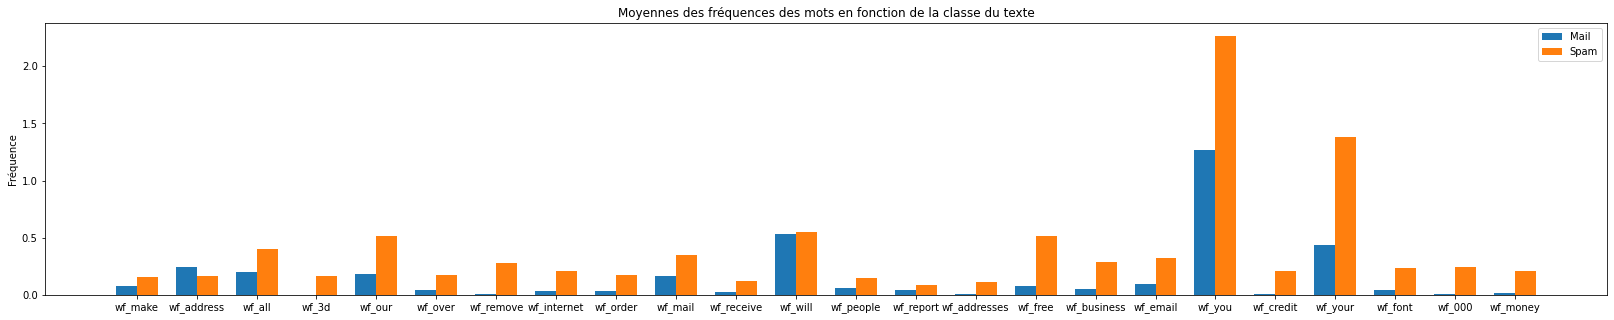 Moyennes des fréquences des mots en fonction de la classe du texte
Mail
Spam
Fréquence
2.0
1.5
1.0
0.5
0.0
wf_make wf_address wf_all wf_3d wf_our wf_over wf_remove wf_internet wf_order wf_mail wf_receive wf_will wf_people wf_report wf_addresses wf_free wf_business wf_email wf_you wf_credit wf_your wf_font wf_000 wf_money